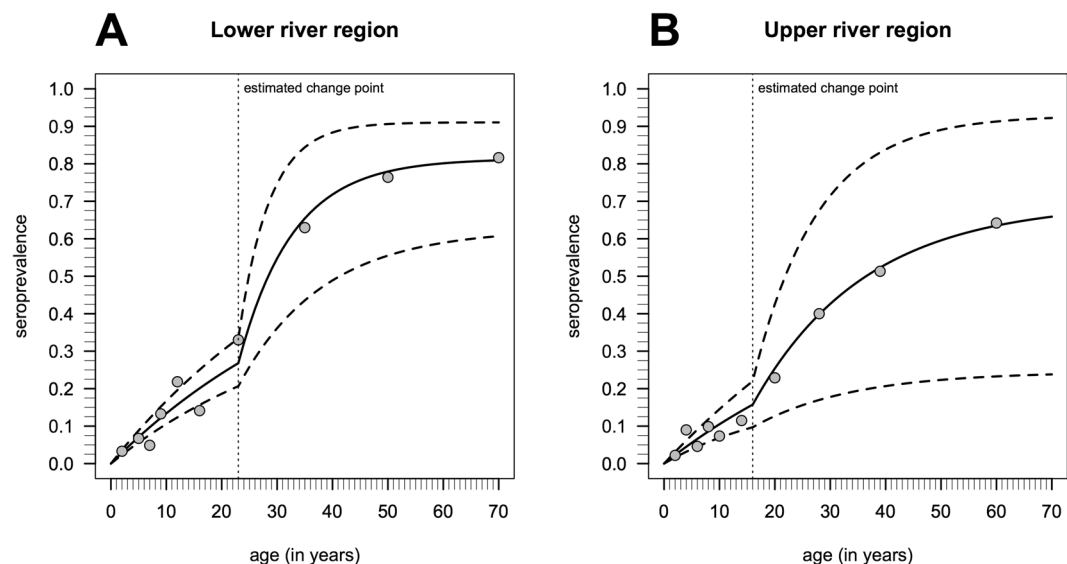 A Lower river region
estimated change point
1.0
0.9
0.8
0.7
0.6
0.5
0.4
0.3
0.2
0.1
0.0
seroprevalence
0 10 20 30 40 50 60 70
age (in years)
B Upper river region
estimated change point
1.0
0.9
0.8
0.7
0.6
0.5
0.4
0.3
0.2
0.1
0.0
seroprevalence
0 10 20 30 40 50 60 70
age (in years)